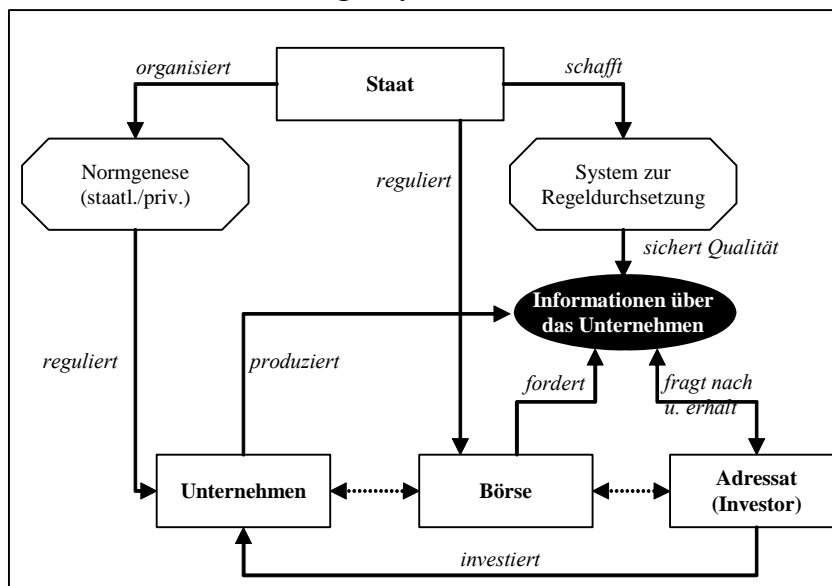 organisiert
Staat
schafft
Normgenese
(staatl./priv.)
reguliert
System zur
Regeldurchsetzung
sichert Qualität
Informationen über
das Unternehmen
reguliert
produziert
fordert
fragt nach
u. erhält
Unternehmen
Börse
Adressat
(Investor)
investiert